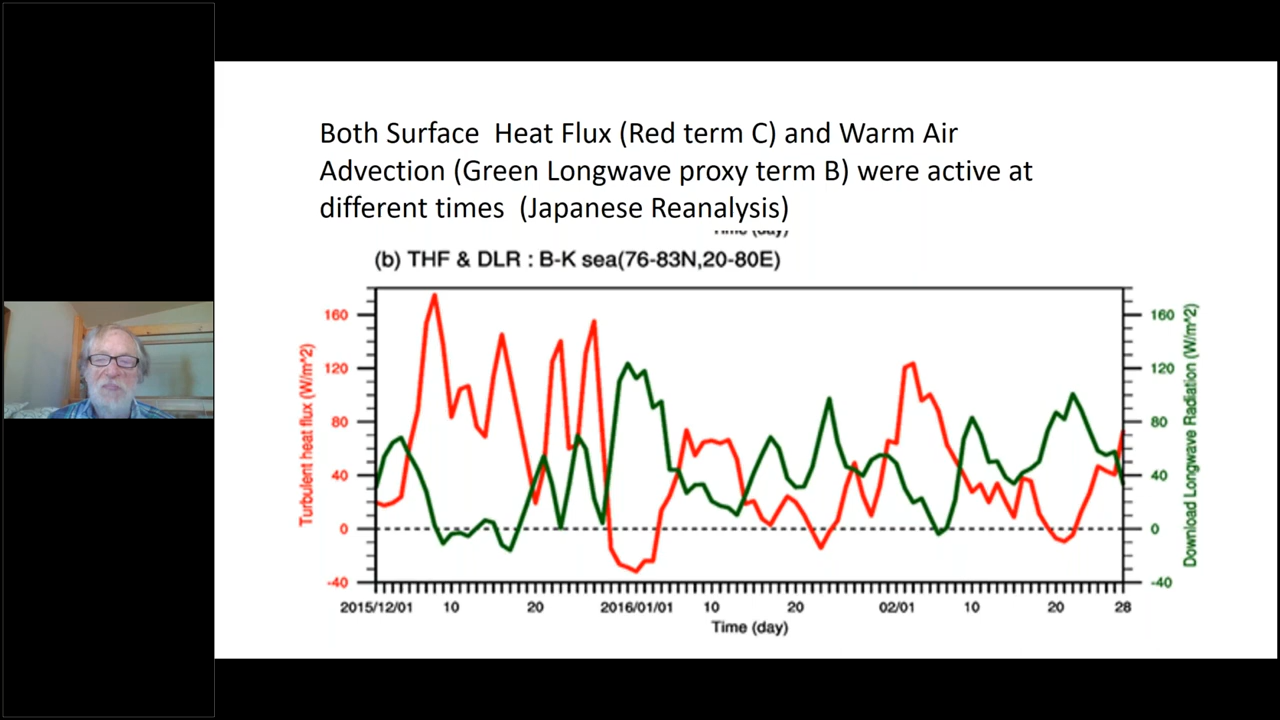 Both Surface Heat Flux (Red term C) and Warm Air
Advection (Green Longwave proxy term B) were active at
different times (Japanese Reanalysis)
Time (day)
(b) THF & DLR : B-K sea(76-83N,20-80E)
Turbulent heat flux (W/m^2)
160
120
80
40
0
-40
160
120
80
40
0
-40
Download Longwave Radiation (W/m^2)
2015/12/01 10 20 2016/01/01 10 20 02/01 10 20 28
Time (day)